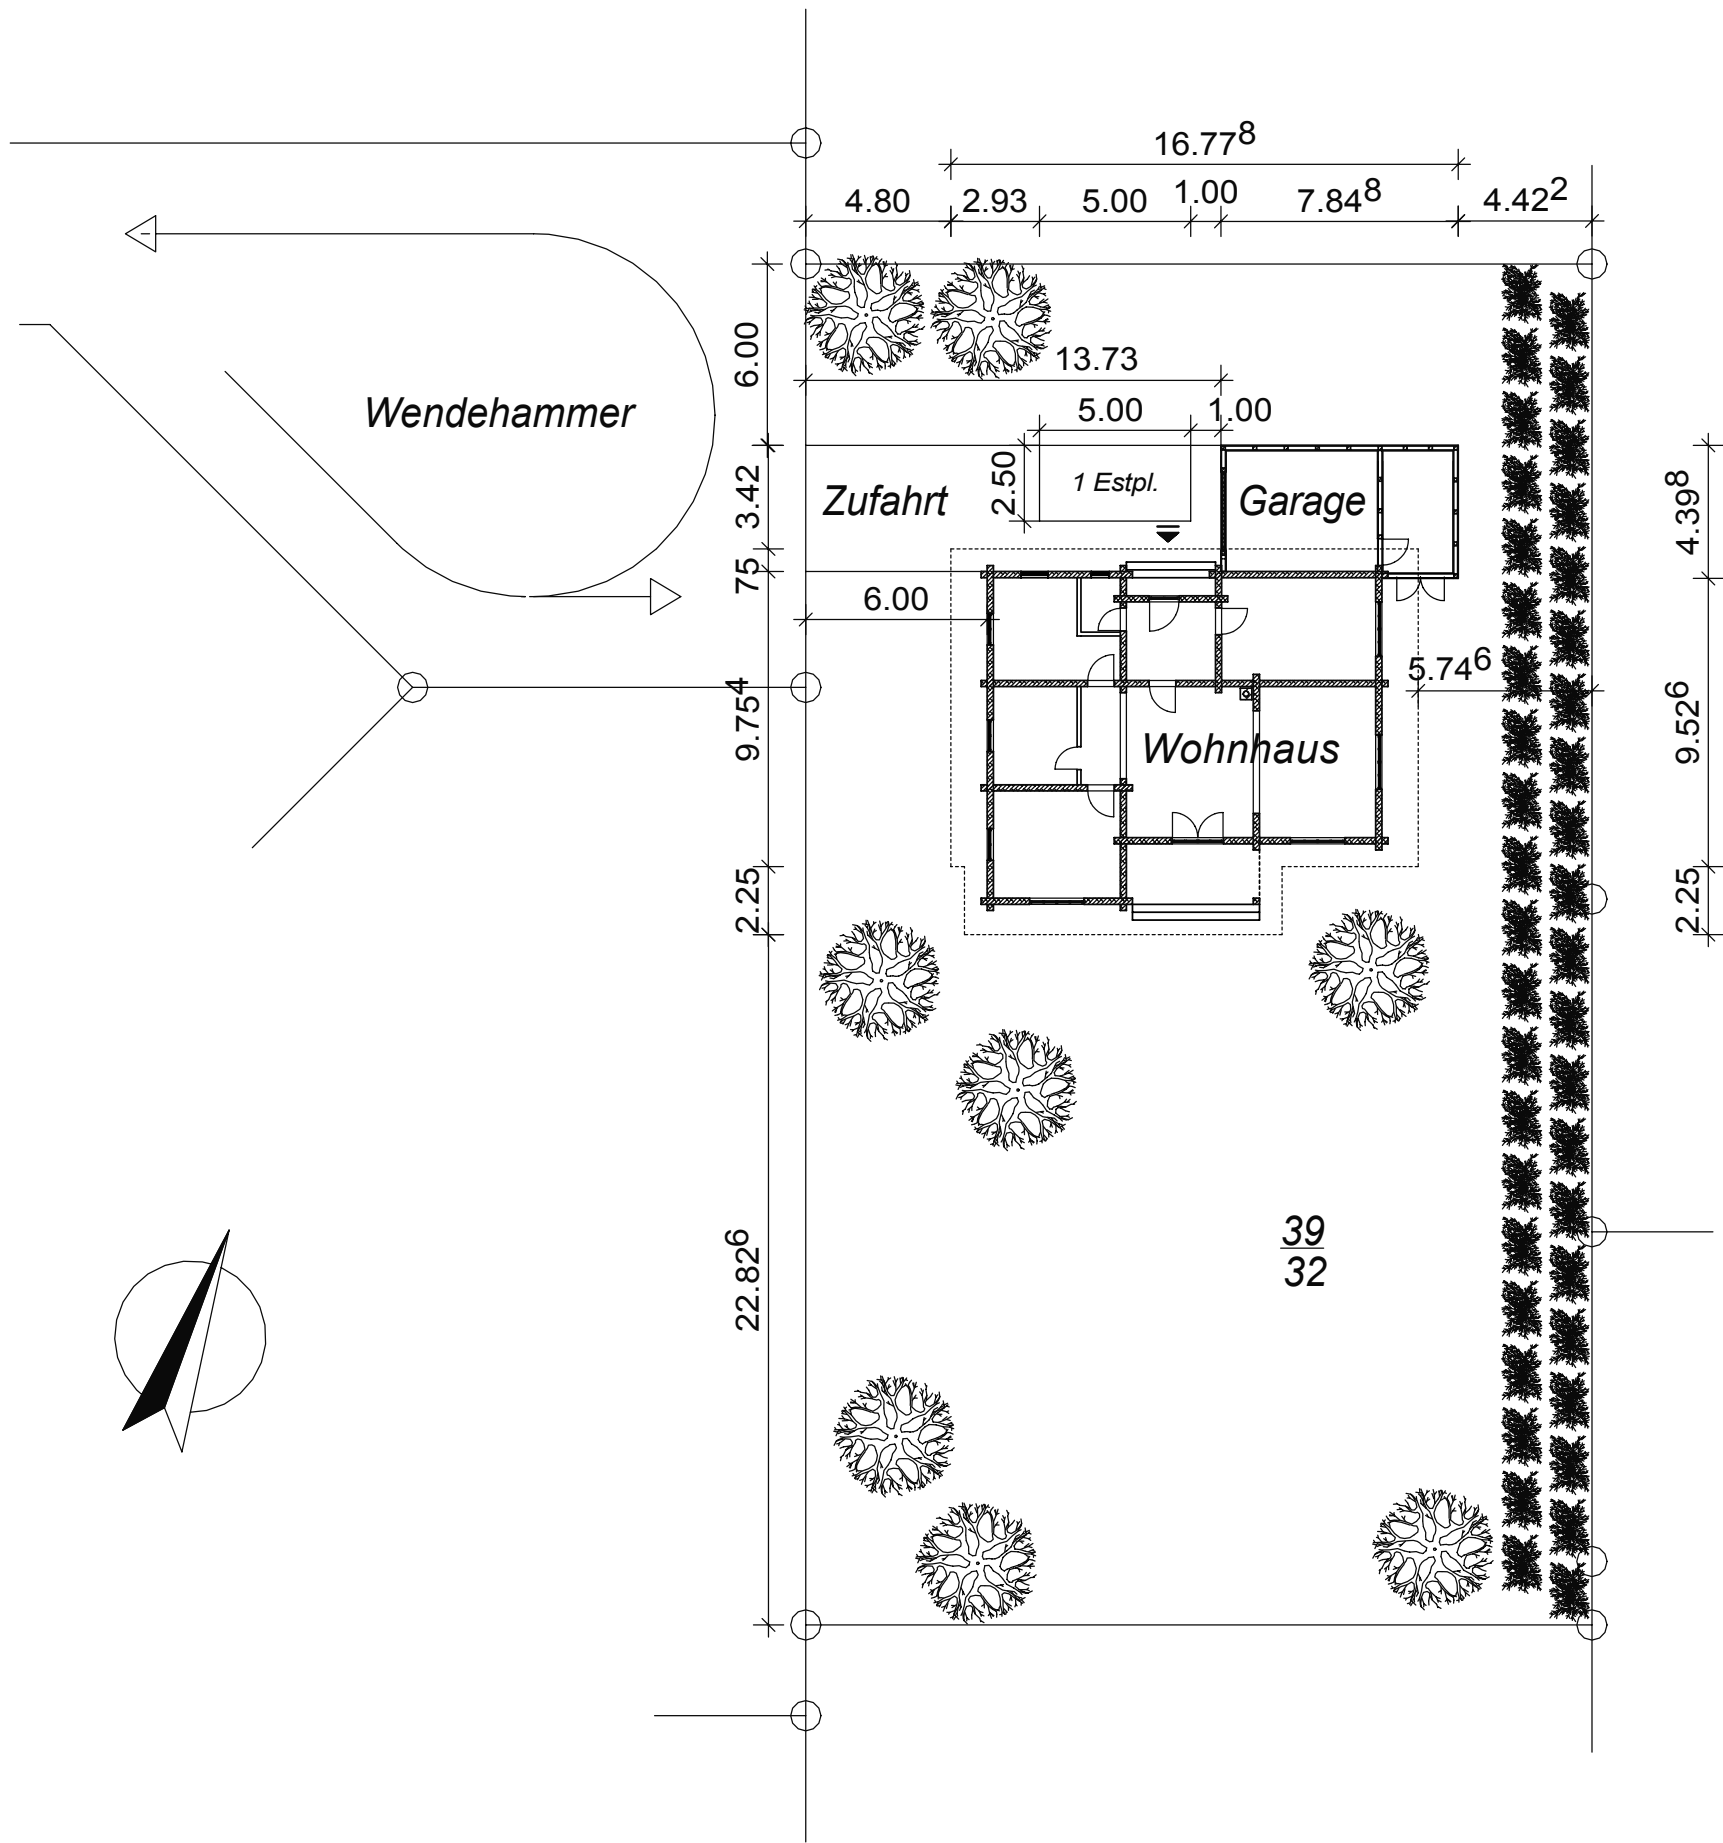 16.77⁸
4.80 2.93 5.00 1.00 7.84⁸ 4.42²
6.00
13.73
Wendehammer
5.00 1.00
3.42
Zufahrt
2.50
1 Estpl.
Garage
4.39⁸
75
6.00
5.74⁶
9.75⁴
Wohnhaus
9.52⁶
2.25
2.25
22.82⁶
39
32